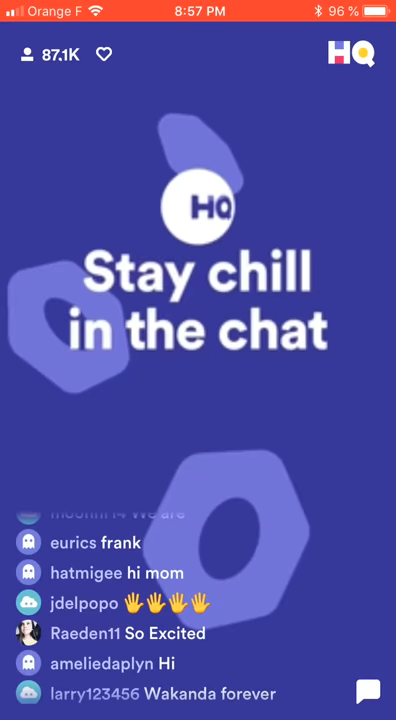 Orange F 8:57 PM 96 %
87.1K HQ
HQ
Stay chill
in the chat
eurics frank
hatmigee hi mom
jdelpopo 🖐🖐🖐🖐
Raeden11 So Excited
ameliedaplyn Hi
larry123456 Wakanda forever